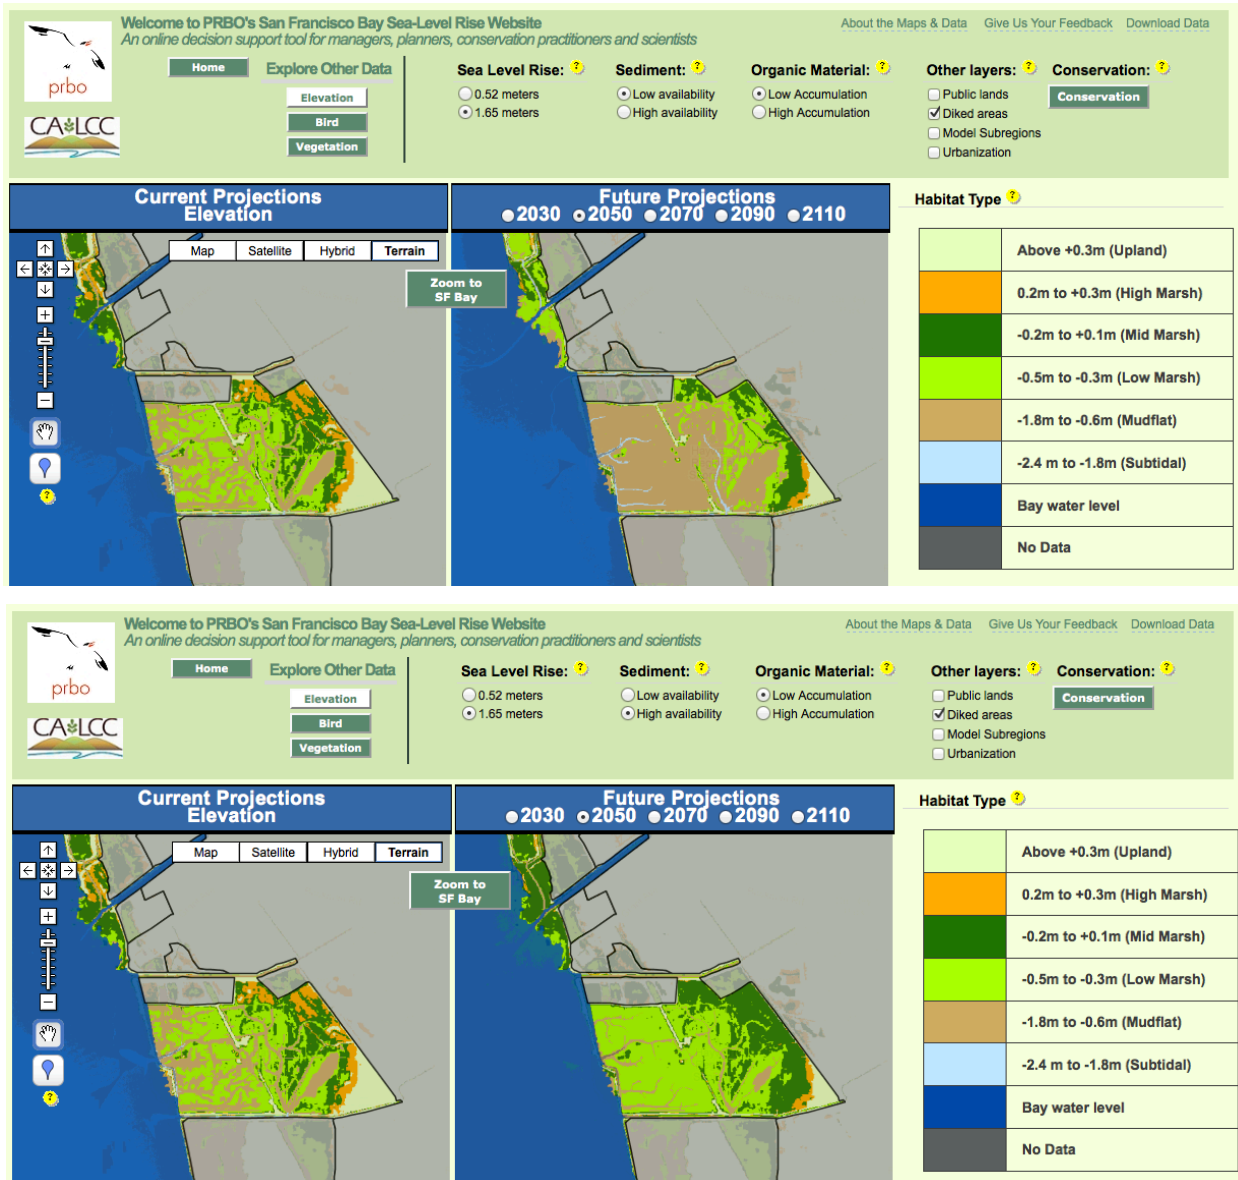 Welcome to PRBO's San Francisco Bay Sea-Level Rise Website
An online decision support tool for managers, planners, conservation practitioners and scientists
About the Maps & Data Give Us Your Feedback Download Data
prbo
CA LCC
Home Explore Other Data
Elevation
Bird
Vegetation
Sea Level Rise: ?
0.52 meters
1.65 meters
Sediment: ?
Low availability
High availability
Organic Material: ?
Low Accumulation
High Accumulation
Other layers: ?
Public lands
Diked areas
Model Subregions
Urbanization
Conservation: ?
Conservation
Current Projections
Elevation
Future Projections
2030 2050 2070 2090 2110
Map Satellite Hybrid Terrain
Zoom to
SF Bay
?
Habitat Type ?
Above +0.3m (Upland)
0.2m to +0.3m (High Marsh)
-0.2m to +0.1m (Mid Marsh)
-0.5m to -0.3m (Low Marsh)
-1.8m to -0.6m (Mudflat)
-2.4 m to -1.8m (Subtidal)
Bay water level
No Data
Welcome to PRBO's San Francisco Bay Sea-Level Rise Website
An online decision support tool for managers, planners, conservation practitioners and scientists
About the Maps & Data Give Us Your Feedback Download Data
prbo
CA LCC
Home Explore Other Data
Elevation
Bird
Vegetation
Sea Level Rise: ?
0.52 meters
1.65 meters
Sediment: ?
Low availability
High availability
Organic Material: ?
Low Accumulation
High Accumulation
Other layers: ?
Public lands
Diked areas
Model Subregions
Urbanization
Conservation: ?
Conservation
Current Projections
Elevation
Future Projections
2030 2050 2070 2090 2110
Map Satellite Hybrid Terrain
Zoom to
SF Bay
?
Habitat Type ?
Above +0.3m (Upland)
0.2m to +0.3m (High Marsh)
-0.2m to +0.1m (Mid Marsh)
-0.5m to -0.3m (Low Marsh)
-1.8m to -0.6m (Mudflat)
-2.4 m to -1.8m (Subtidal)
Bay water level
No Data